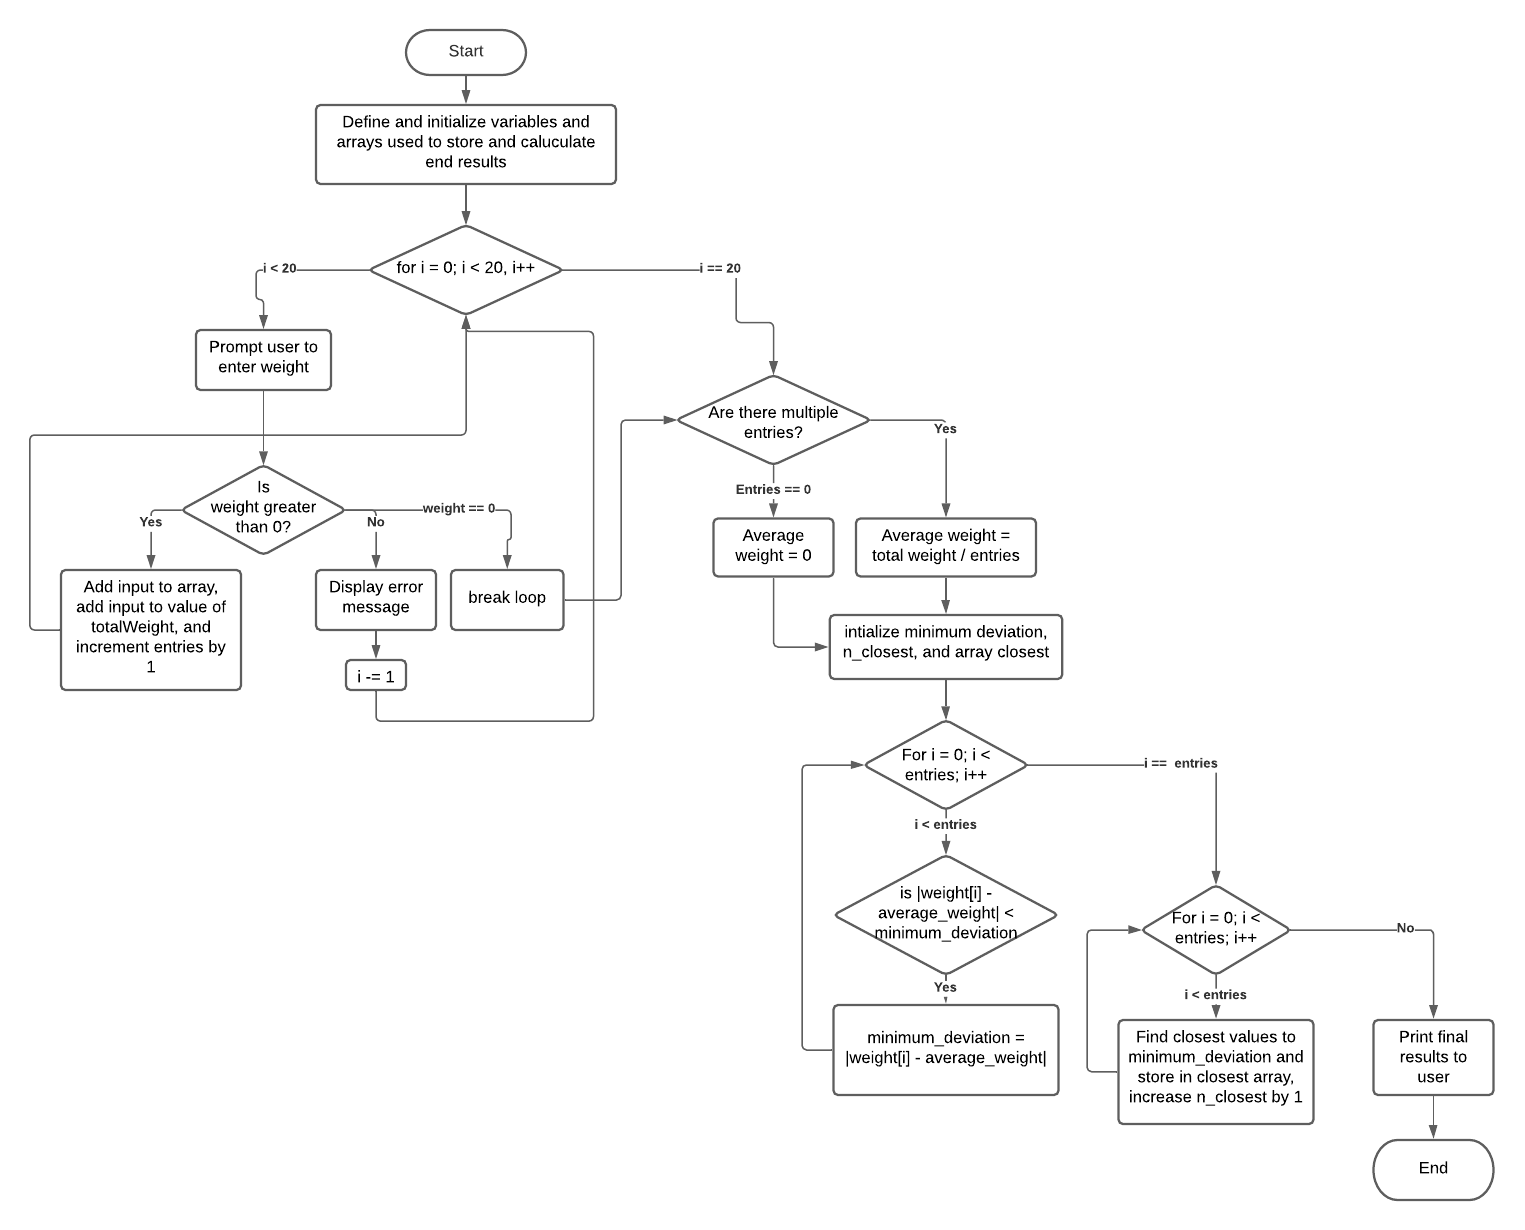 Start
Define and initialize variables and
arrays used to store and caluculate
end results
for i = 0; i < 20, i++
i < 20
i == 20
Prompt user to
enter weight
Is
weight greater
than 0?
Yes
No
weight == 0
Add input to array,
add input to value of
totalWeight, and
increment entries by
1
Display error
message
i -= 1
break loop
Are there multiple
entries?
Entries == 0
Yes
Average
weight = 0
Average weight =
total weight / entries
intialize minimum deviation,
n_closest, and array closest
For i = 0; i <
entries; i++
i < entries
i == entries
is |weight[i] -
average_weight| <
minimum_deviation
Yes
minimum_deviation =
|weight[i] - average_weight|
For i = 0; i <
entries; i++
i < entries
No
Find closest values to
minimum_deviation and
store in closest array,
increase n_closest by 1
Print final
results to
user
End